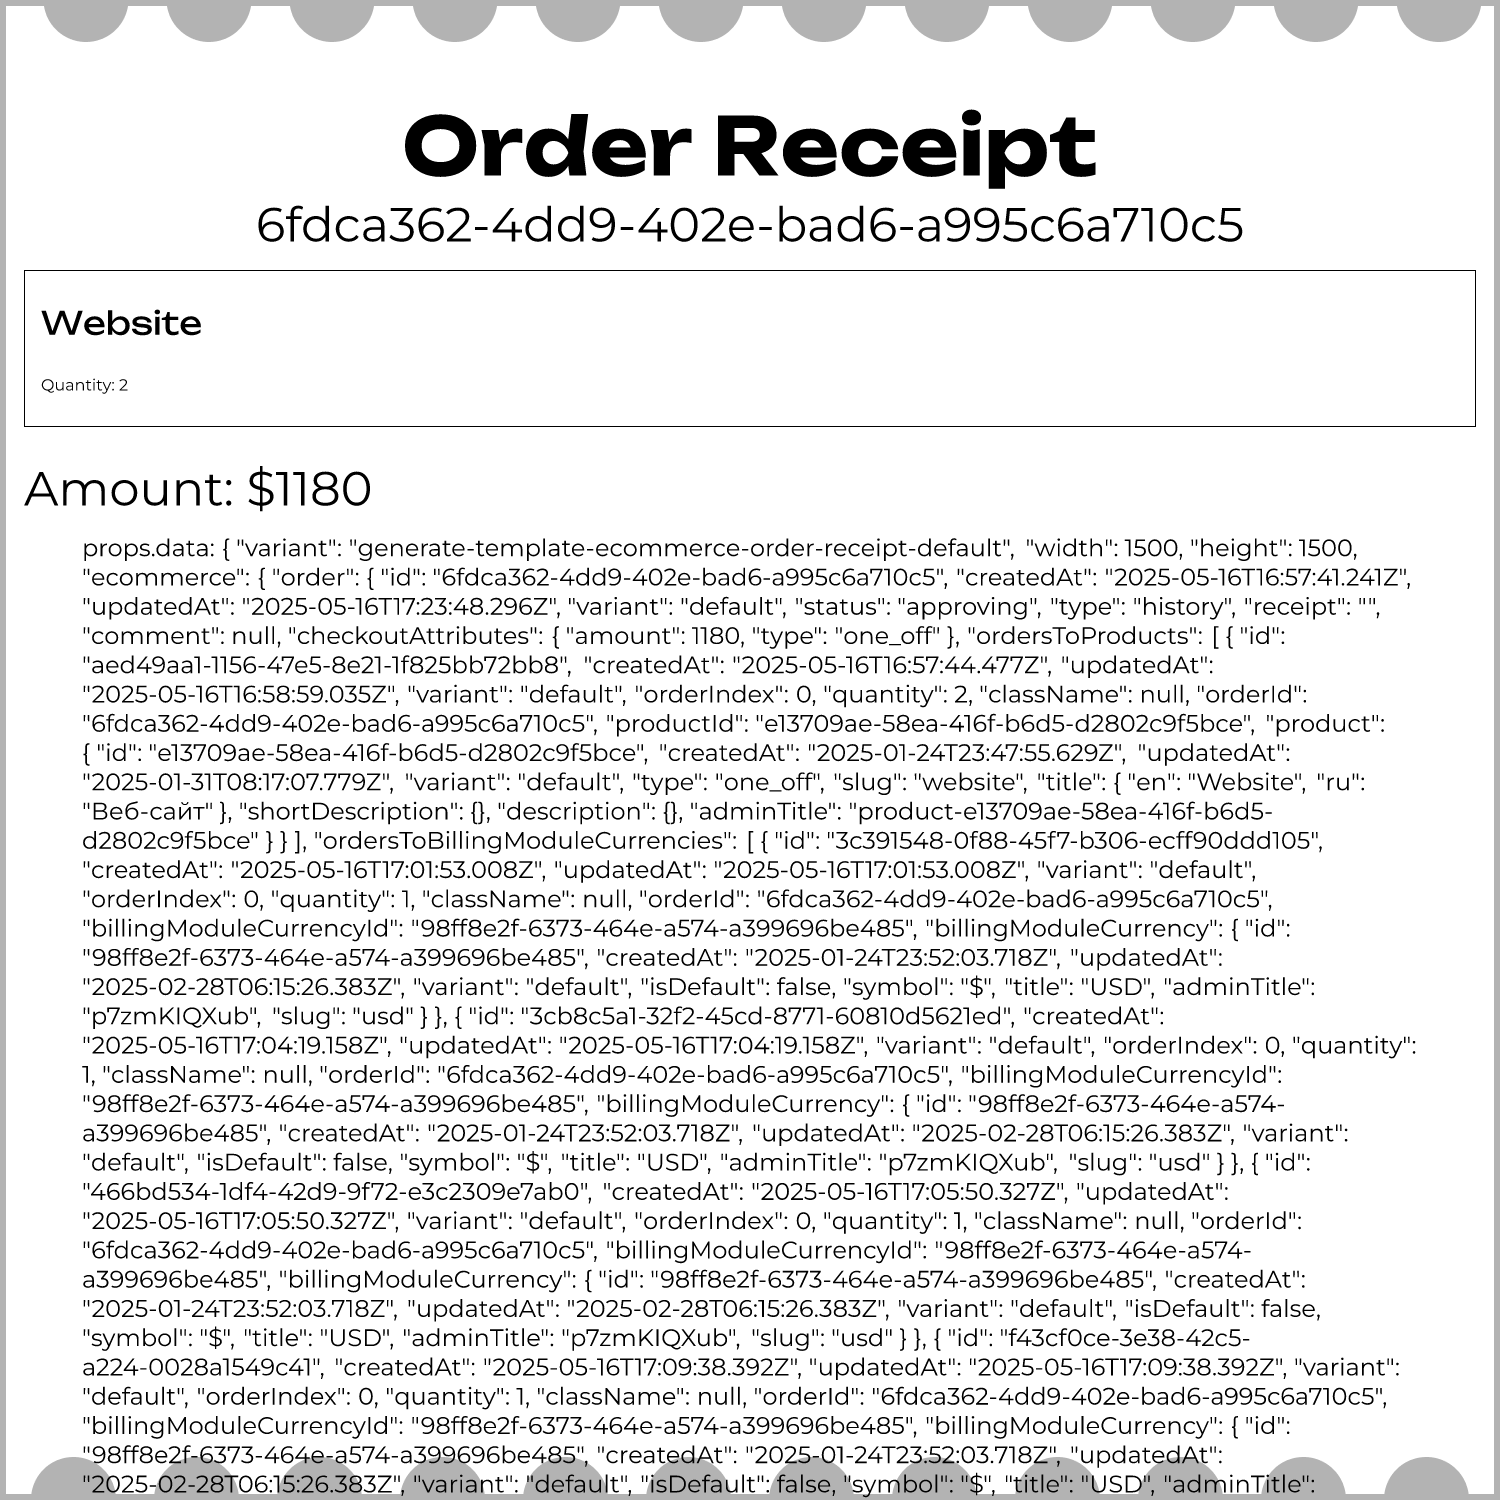 Order Receipt
6fdca362-4dd9-402e-bad6-a995c6a710c5
Website
Quantity: 2
Amount: $1180
props.data: { "variant": "generate-template-ecommerce-order-receipt-default", "width": 1500, "height": 1500,
"ecommerce": { "order": { "id": "6fdca362-4dd9-402e-bad6-a995c6a710c5", "createdAt": "2025-05-16T16:57:41.241Z",
"updatedAt": "2025-05-16T17:23:48.296Z", "variant": "default", "status": "approving", "type": "history", "receipt": "",
"comment": null, "checkoutAttributes": { "amount": 1180, "type": "one_off" }, "ordersToProducts": [ { "id":
"aed49aa1-1156-47e5-8e21-1f825bb72bb8", "createdAt": "2025-05-16T16:57:44.477Z", "updatedAt":
"2025-05-16T16:58:59.035Z", "variant": "default", "orderIndex": 0, "quantity": 2, "className": null, "orderId":
"6fdca362-4dd9-402e-bad6-a995c6a710c5", "productId": "e13709ae-58ea-416f-b6d5-d2802c9f5bce", "product":
{ "id": "e13709ae-58ea-416f-b6d5-d2802c9f5bce", "createdAt": "2025-01-24T23:47:55.629Z", "updatedAt":
"2025-01-31T08:17:07.779Z", "variant": "default", "type": "one_off", "slug": "website", "title": { "en": "Website", "ru":
"Веб-сайт" }, "shortDescription": {}, "description": {}, "adminTitle": "product-e13709ae-58ea-416f-b6d5-
d2802c9f5bce" } } ], "ordersToBillingModuleCurrencies": [ { "id": "3c391548-0f88-45f7-b306-ecff90ddd105",
"createdAt": "2025-05-16T17:01:53.008Z", "updatedAt": "2025-05-16T17:01:53.008Z", "variant": "default",
"orderIndex": 0, "quantity": 1, "className": null, "orderId": "6fdca362-4dd9-402e-bad6-a995c6a710c5",
"billingModuleCurrencyId": "98ff8e2f-6373-464e-a574-a399696be485", "billingModuleCurrency": { "id":
"98ff8e2f-6373-464e-a574-a399696be485", "createdAt": "2025-01-24T23:52:03.718Z", "updatedAt":
"2025-02-28T06:15:26.383Z", "variant": "default", "isDefault": false, "symbol": "$", "title": "USD", "adminTitle":
"p7zmKIQXub", "slug": "usd" } }, { "id": "3cb8c5a1-32f2-45cd-8771-60810d5621ed", "createdAt":
"2025-05-16T17:04:19.158Z", "updatedAt": "2025-05-16T17:04:19.158Z", "variant": "default", "orderIndex": 0, "quantity":
1, "className": null, "orderId": "6fdca362-4dd9-402e-bad6-a995c6a710c5", "billingModuleCurrencyId":
"98ff8e2f-6373-464e-a574-a399696be485", "billingModuleCurrency": { "id": "98ff8e2f-6373-464e-a574-
a399696be485", "createdAt": "2025-01-24T23:52:03.718Z", "updatedAt": "2025-02-28T06:15:26.383Z", "variant":
"default", "isDefault": false, "symbol": "$", "title": "USD", "adminTitle": "p7zmKIQXub", "slug": "usd" } }, { "id":
"466bd534-1df4-42d9-9f72-e3c2309e7ab0", "createdAt": "2025-05-16T17:05:50.327Z", "updatedAt":
"2025-05-16T17:05:50.327Z", "variant": "default", "orderIndex": 0, "quantity": 1, "className": null, "orderId":
"6fdca362-4dd9-402e-bad6-a995c6a710c5", "billingModuleCurrencyId": "98ff8e2f-6373-464e-a574-
a399696be485", "billingModuleCurrency": { "id": "98ff8e2f-6373-464e-a574-a399696be485", "createdAt":
"2025-01-24T23:52:03.718Z", "updatedAt": "2025-02-28T06:15:26.383Z", "variant": "default", "isDefault": false,
"symbol": "$", "title": "USD", "adminTitle": "p7zmKIQXub", "slug": "usd" } }, { "id": "f43cf0ce-3e38-42c5-
a224-0028a1549c41", "createdAt": "2025-05-16T17:09:38.392Z", "updatedAt": "2025-05-16T17:09:38.392Z", "variant":
"default", "orderIndex": 0, "quantity": 1, "className": null, "orderId": "6fdca362-4dd9-402e-bad6-a995c6a710c5",
"billingModuleCurrencyId": "98ff8e2f-6373-464e-a574-a399696be485", "billingModuleCurrency": { "id":
"98ff8e2f-6373-464e-a574-a399696be485", "createdAt": "2025-01-24T23:52:03.718Z", "updatedAt":
"2025-02-28T06:15:26.383Z", "variant": "default", "isDefault": false, "symbol": "$", "title": "USD", "adminTitle":